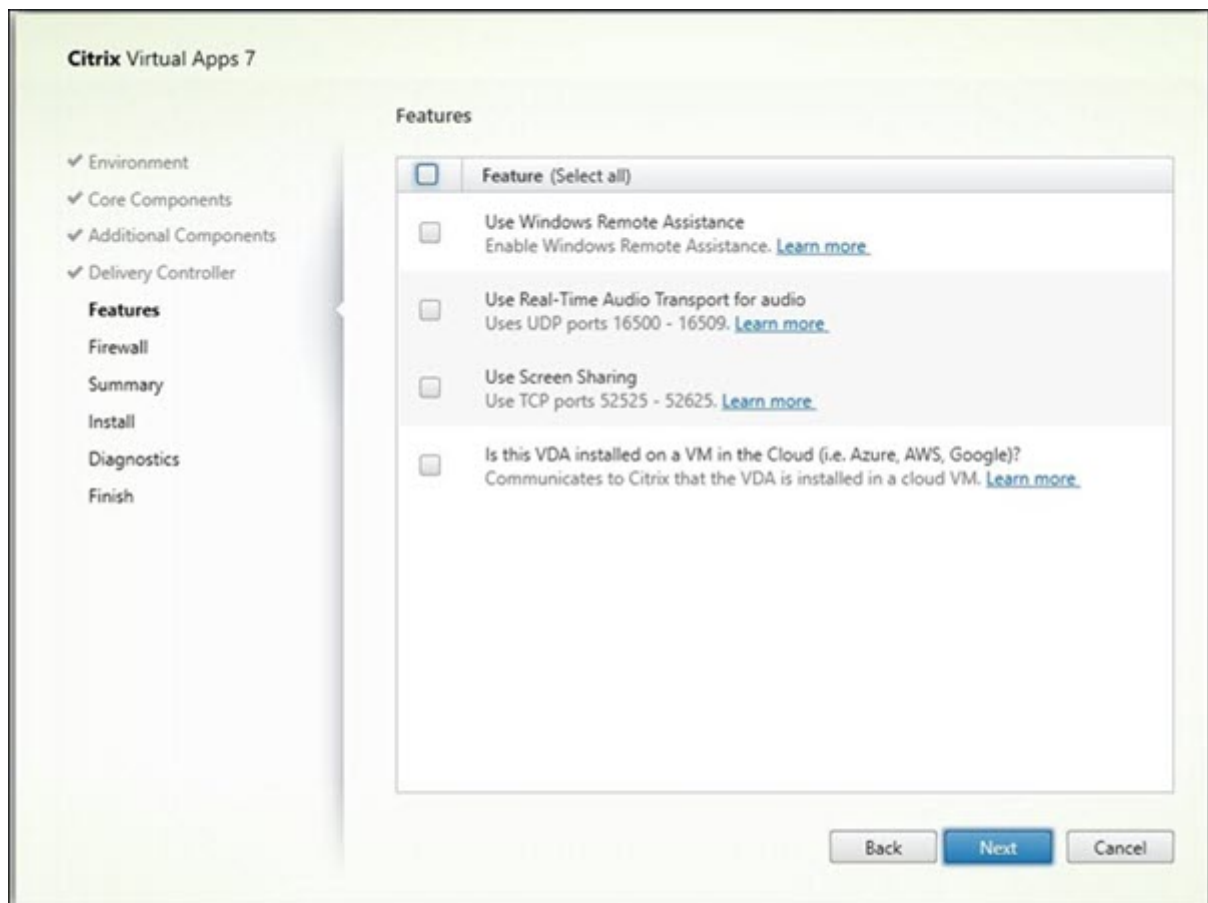 Citrix Virtual Apps 7
Features
✔ Environment
✔ Core Components
✔ Additional Components
✔ Delivery Controller
Features
Firewall
Summary
Install
Diagnostics
Finish
Feature (Select all)
Use Windows Remote Assistance
Enable Windows Remote Assistance. Learn more
Use Real-Time Audio Transport for audio
Uses UDP ports 16500 - 16509. Learn more
Use Screen Sharing
Use TCP ports 52525 - 52625. Learn more
Is this VDA installed on a VM in the Cloud (i.e. Azure, AWS, Google)?
Communicates to Citrix that the VDA is installed in a cloud VM. Learn more
Back Next Cancel